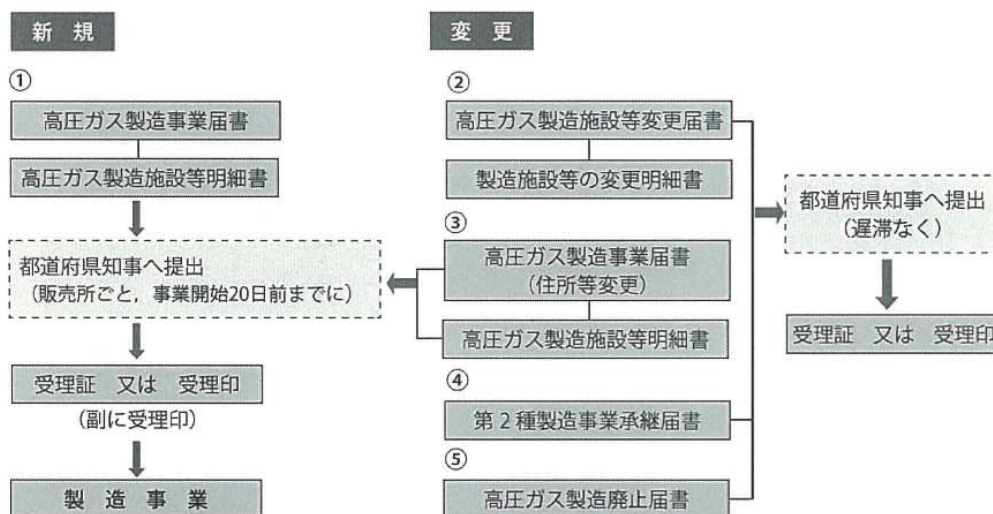 新 規
①
高圧ガス製造事業届書
高圧ガス製造施設等明細書
都道府県知事へ提出
（販売所ごと，事業開始20日前までに）
受理証 又は 受理印
（副に受理印）
製 造 事 業
変 更
②
高圧ガス製造施設等変更届書
製造施設等の変更明細書
③
高圧ガス製造事業届書
（住所等変更）
高圧ガス製造施設等明細書
④
第2種製造事業承継届書
⑤
高圧ガス製造廃止届書
都道府県知事へ提出
（遅滞なく）
受理証 又は 受理印